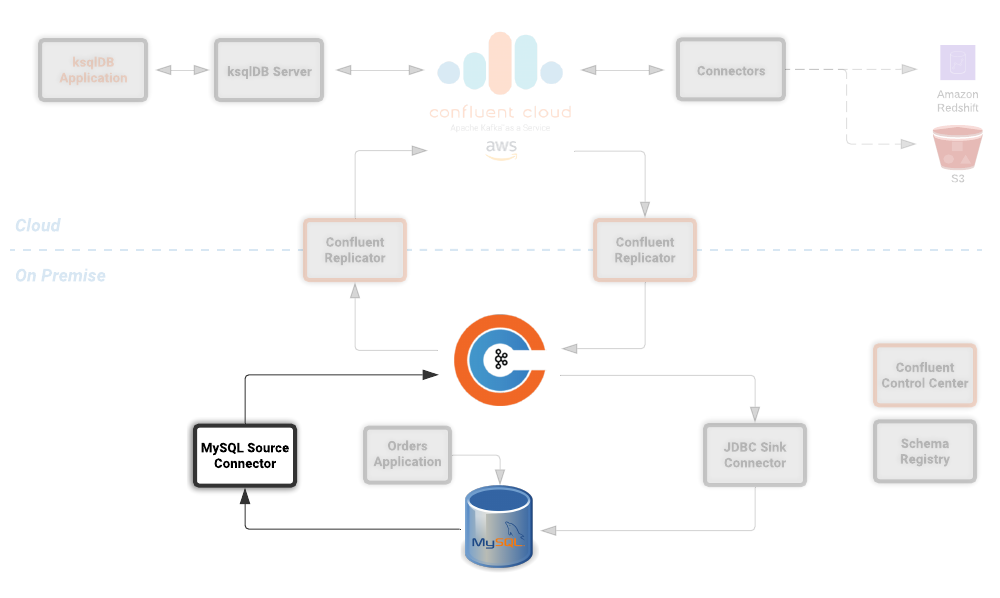 ksqlDB
Application
ksqlDB Server
Connectors
Amazon
Redshift
confluent cloud
Apache Kafka as a Service
aws
S3
Cloud
Confluent
Replicator
Confluent
Replicator
On Premise
Confluent
Control Center
MySQL Source
Connector
Orders
Application
JDBC Sink
Connector
Schema
Registry
MySQL